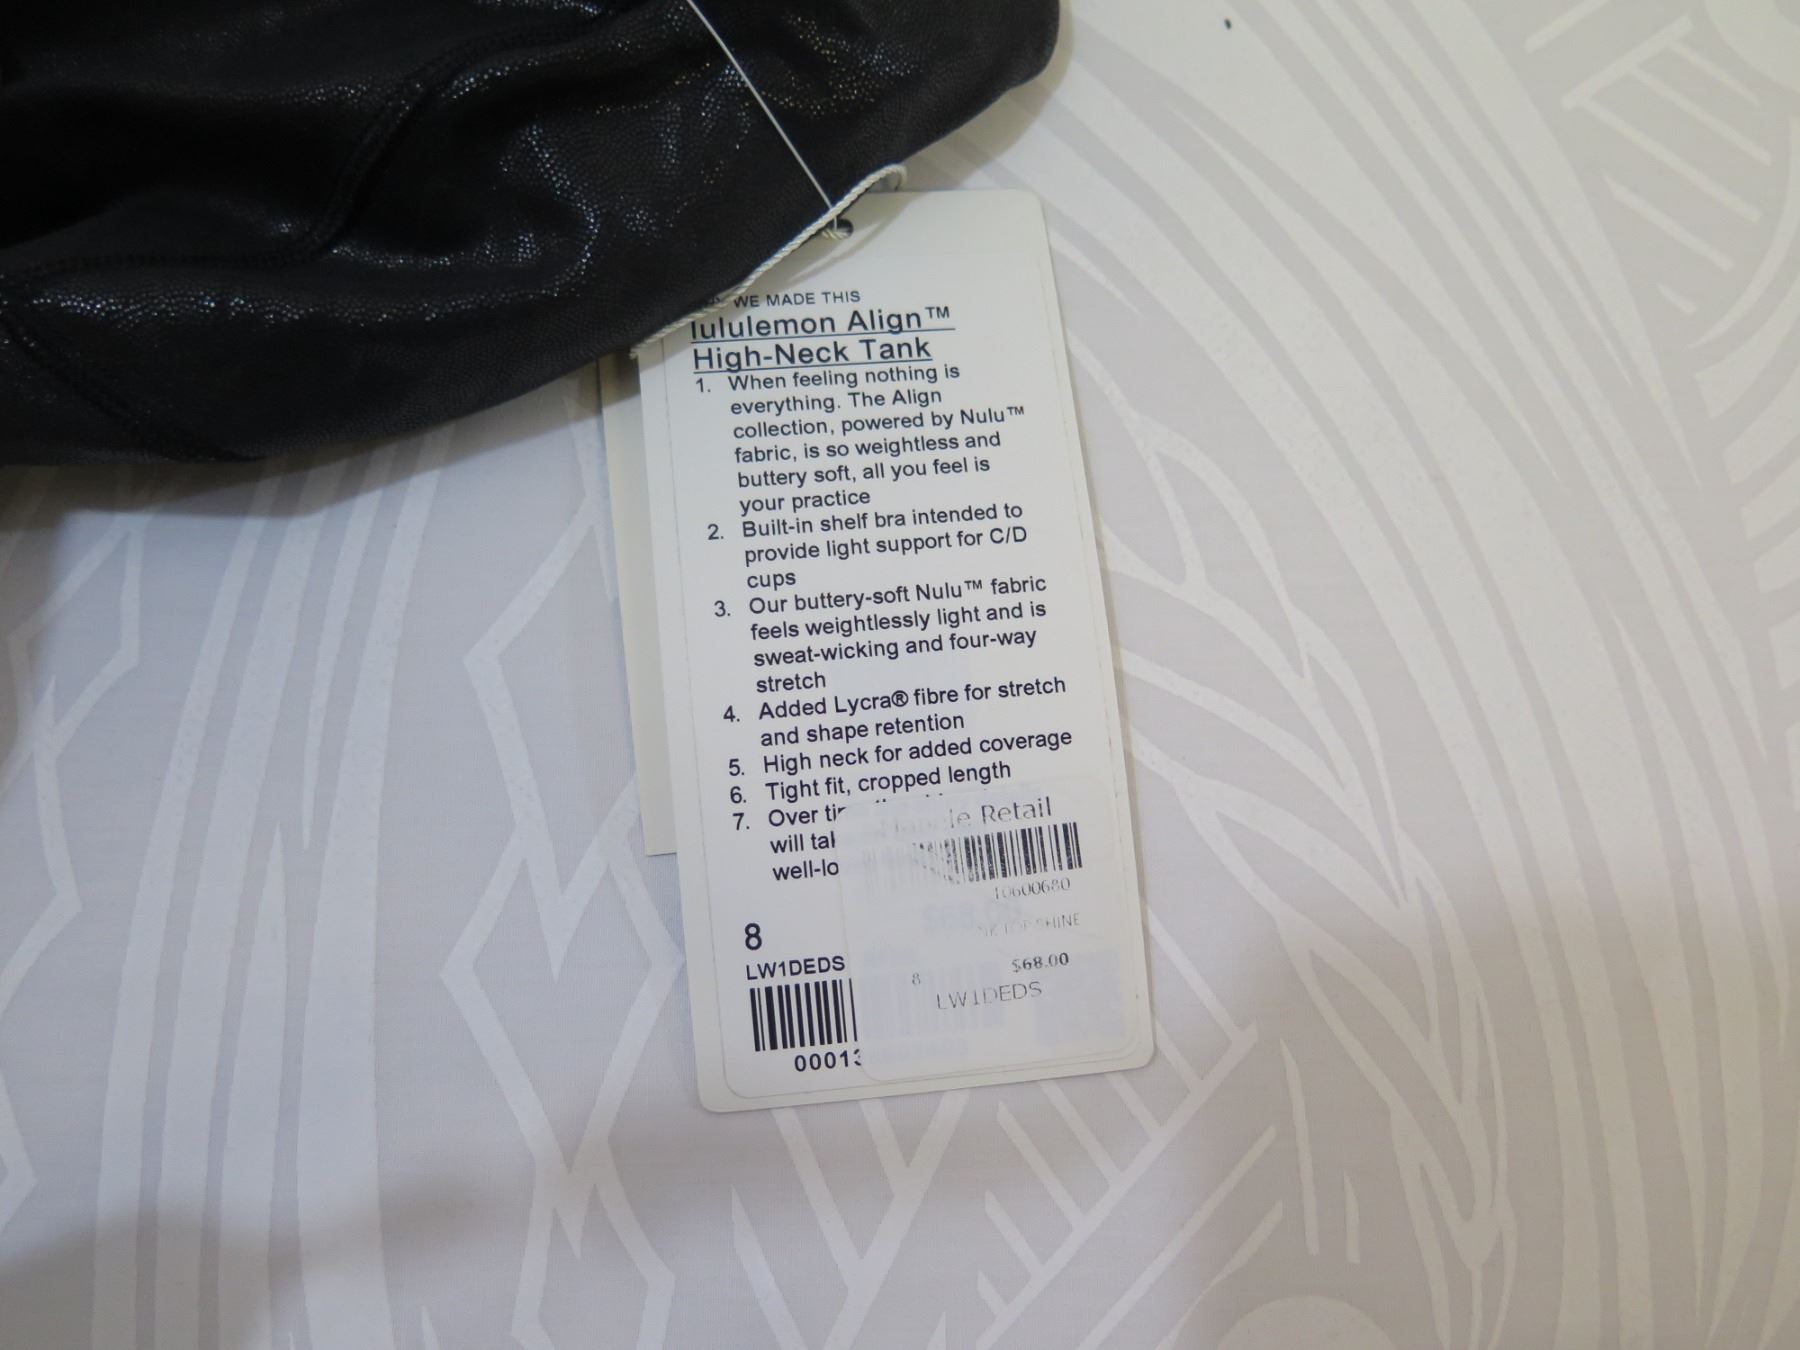 WE MADE THIS
lululemon Align™
High-Neck Tank
1. When feeling nothing is
everything. The Align
collection, powered by Nulu™
fabric, is so weightless and
buttery soft, all you feel is
your practice
2. Built-in shelf bra intended to
provide light support for C/D
cups
3. Our buttery-soft Nulu™ fabric
feels weightlessly light and is
sweat-wicking and four-way
stretch
4. Added Lycra® fibre for stretch
and shape retention
5. High neck for added coverage
6. Tight fit, cropped length
7. Over
will
Retail
10600680
TOP SHINE
8
LW1DEDS
$68.00
8
LW1DEDS